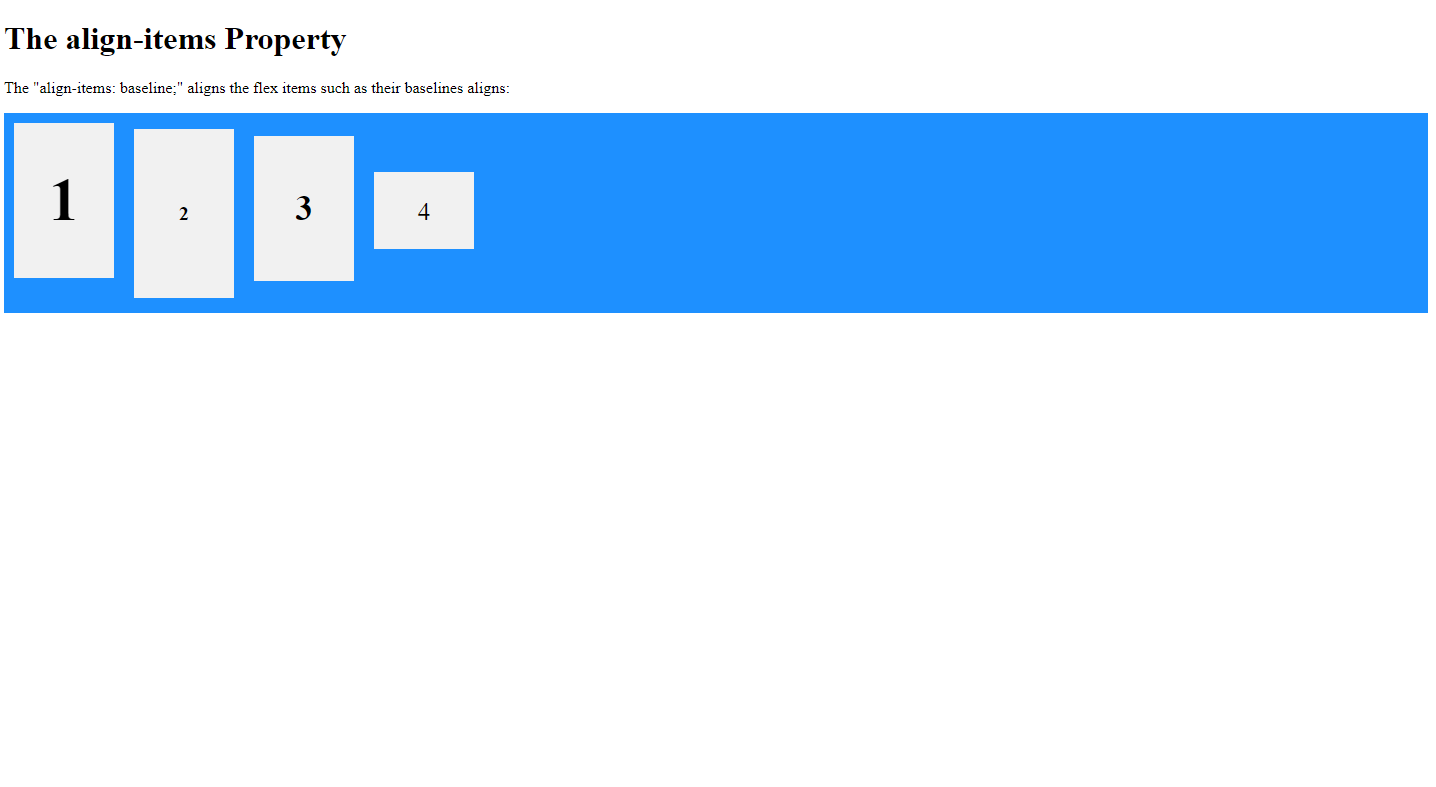 The align-items Property
The "align-items: baseline;" aligns the flex items such as their baselines aligns:
1 2 3 4